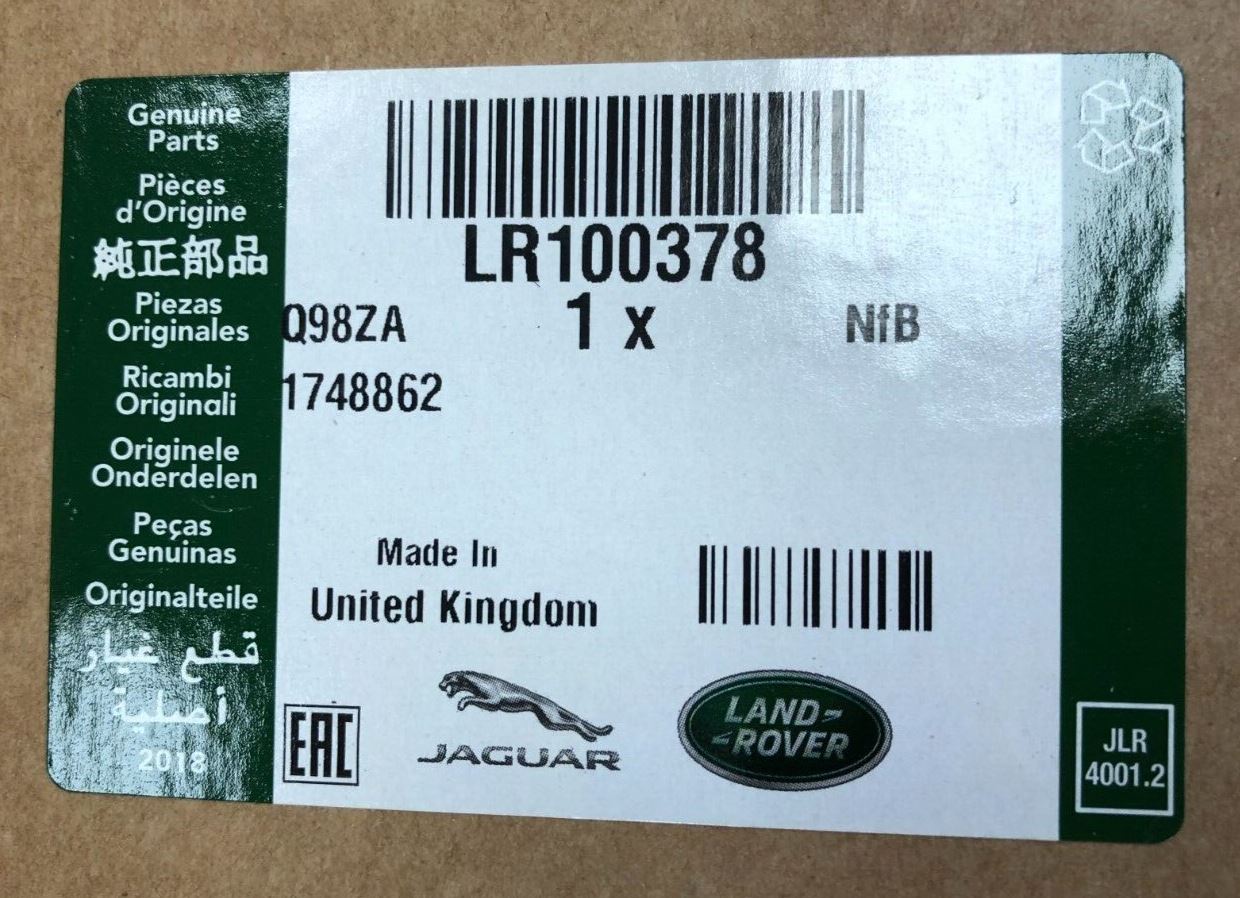 Genuine
Parts
Pièces
d'Origine
純正部品
Piezas
Originales
Ricambi
Originali
Originele
Onderdelen
Peças
Genuinas
Originalteile
قطع غيار
أصلية
2018
LR100378
Q98ZA 1 x NfB
1748862
Made In
United Kingdom
EAC
JAGUAR
LAND-
-ROVER
JLR
4001.2